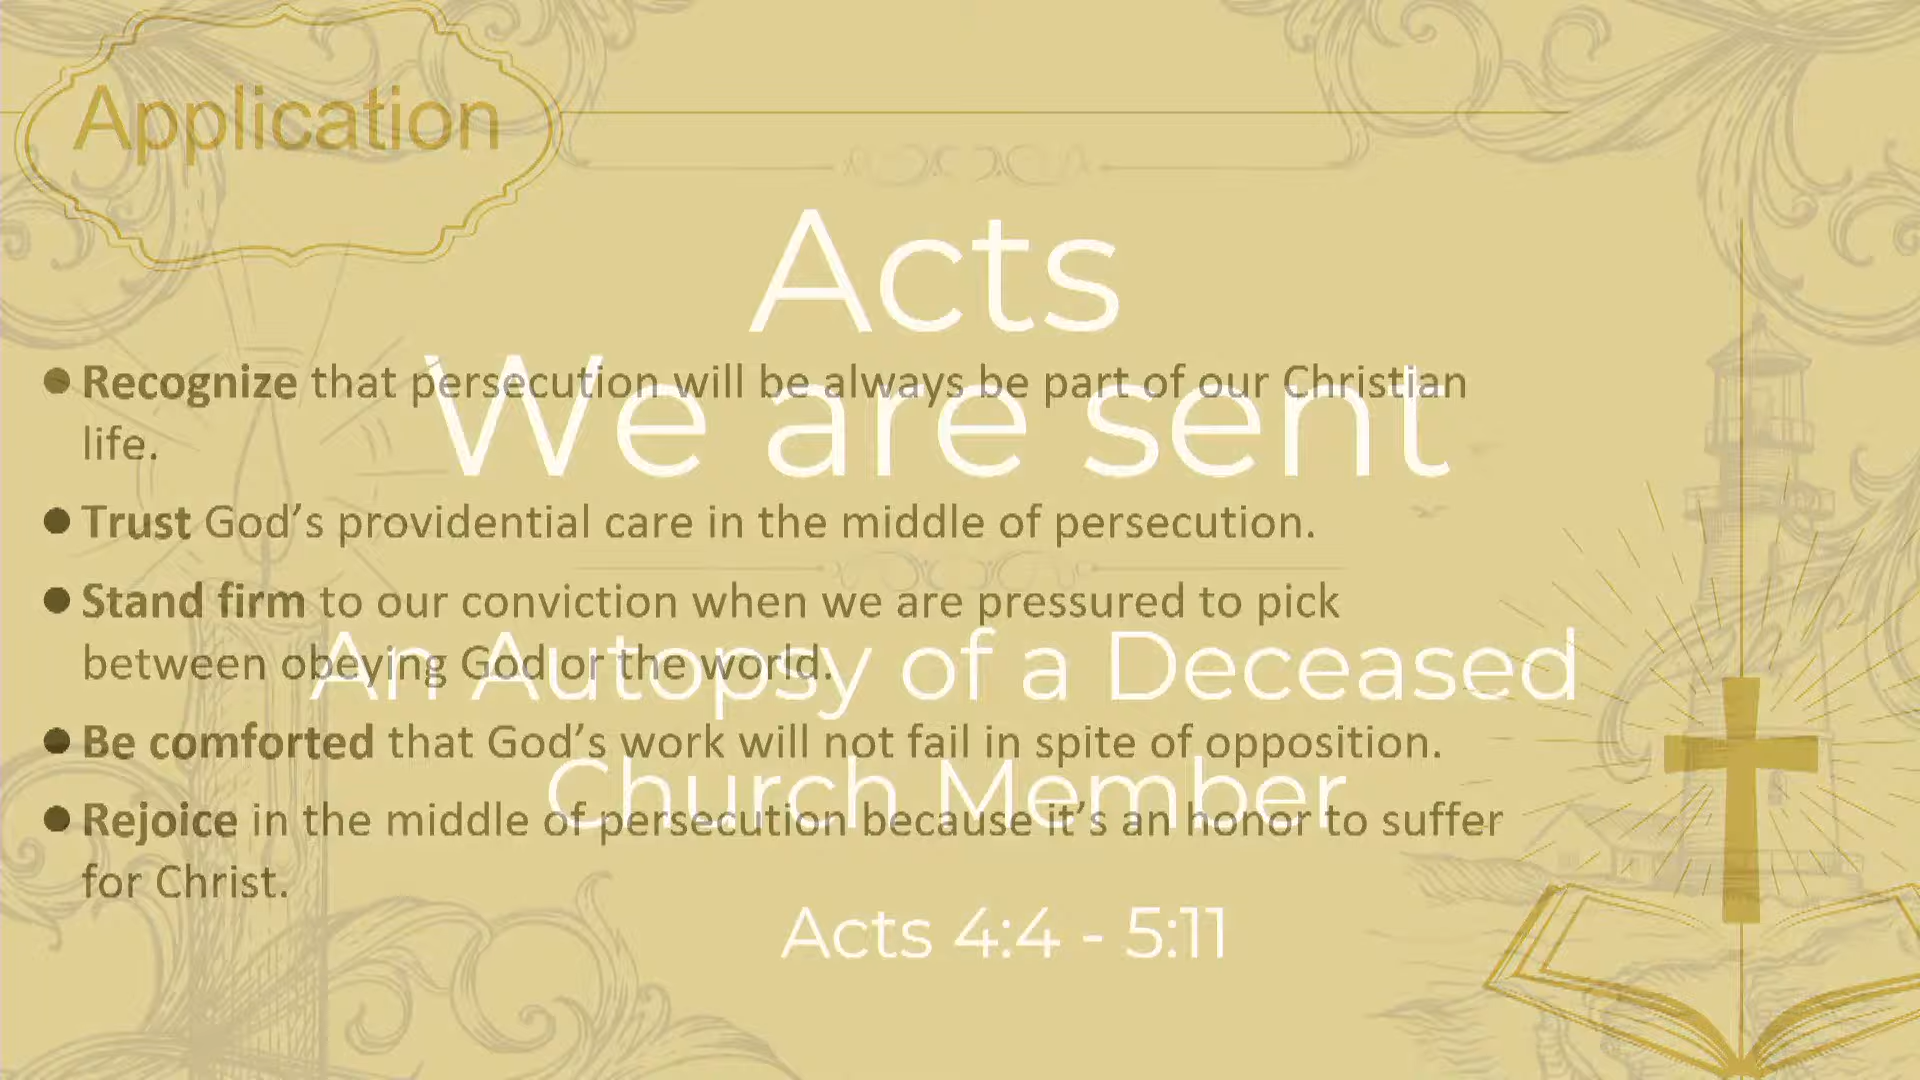 Application
Acts
We are sent
An Autopsy of a Deceased
Church Member
Acts 4:4 - 5:11
● Recognize that persecution will be always be part of our Christian
life.
● Trust God’s providential care in the middle of persecution.
● Stand firm to our conviction when we are pressured to pick
between obeying God or the world.
● Be comforted that God’s work will not fail in spite of opposition.
● Rejoice in the middle of persecution because it’s an honor to suffer
for Christ.